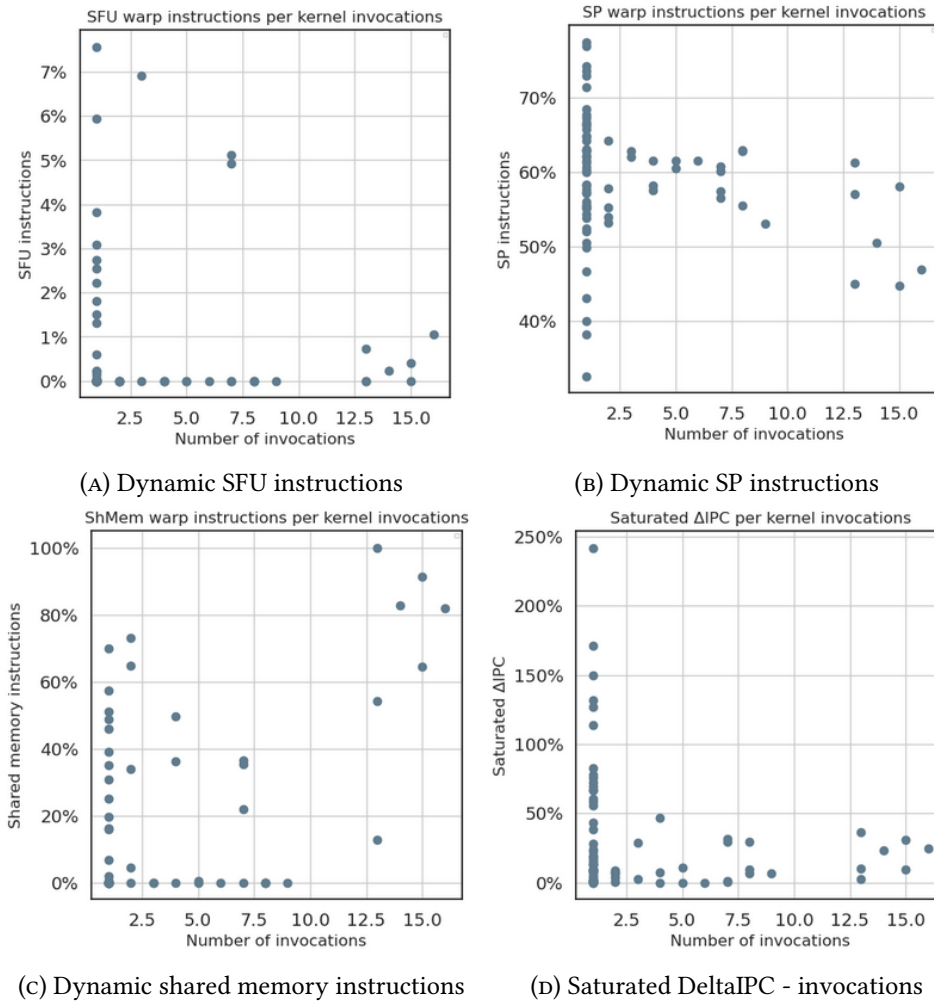 SFU warp instructions per kernel invocations
7%
6%
5%
4%
3%
2%
1%
0%
SFU instructions
2.5 5.0 7.5 10.0 12.5 15.0
Number of invocations
(A) Dynamic SFU instructions
SP warp instructions per kernel invocations
70%
60%
50%
40%
SP instructions
2.5 5.0 7.5 10.0 12.5 15.0
Number of invocations
(B) Dynamic SP instructions
ShMem warp instructions per kernel invocations
100%
80%
60%
40%
20%
0%
Shared memory instructions
2.5 5.0 7.5 10.0 12.5 15.0
Number of invocations
(C) Dynamic shared memory instructions
Saturated ΔIPC per kernel invocations
250%
200%
150%
100%
50%
0%
Saturated ΔIPC
2.5 5.0 7.5 10.0 12.5 15.0
Number of invocations
(D) Saturated DeltaIPC - invocations